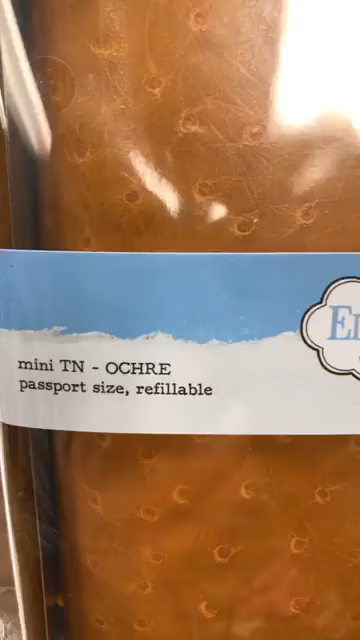 mini TN - OCHRE
passport size, refillable